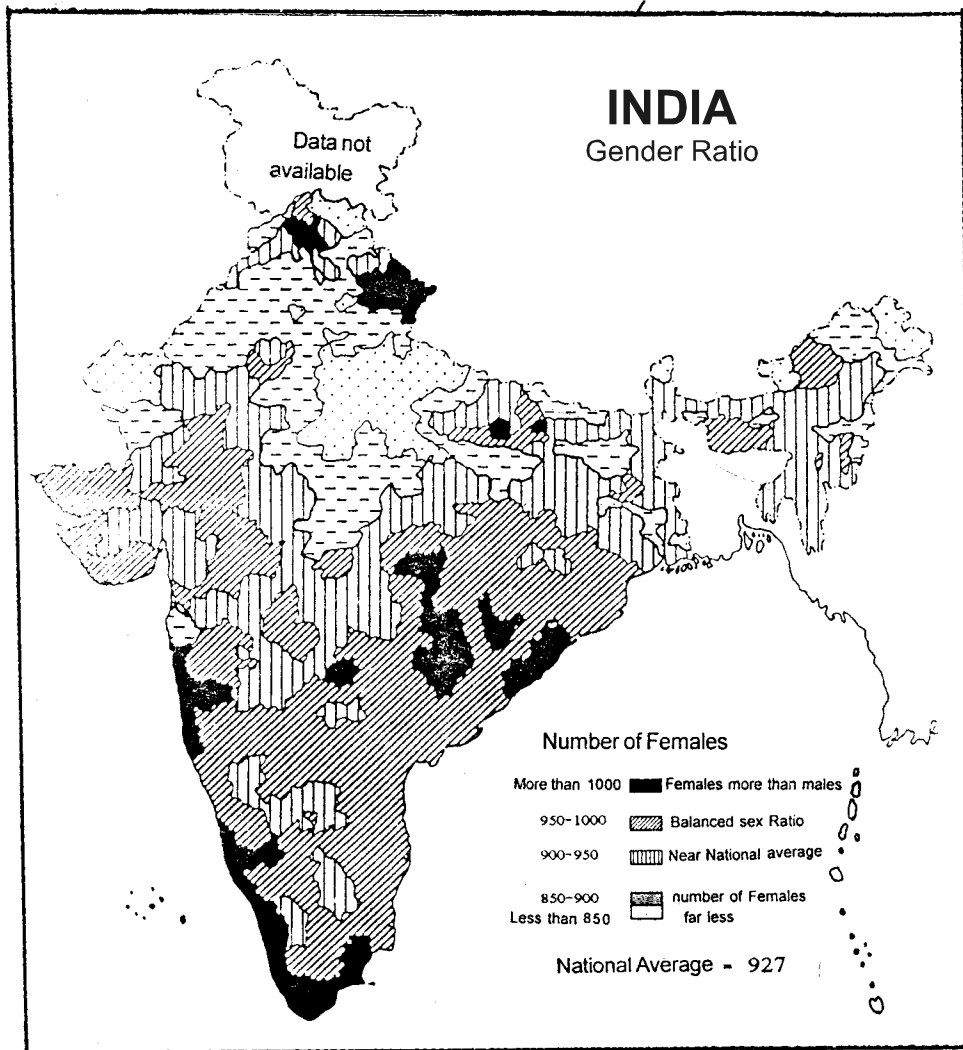 INDIA
Gender Ratio
Data not
available
Number of Females
More than 1000 Females more than males
950-1000 Balanced sex Ratio
900-950 Near National average
850-900 number of Females
Less than 850 far less
National Average - 927